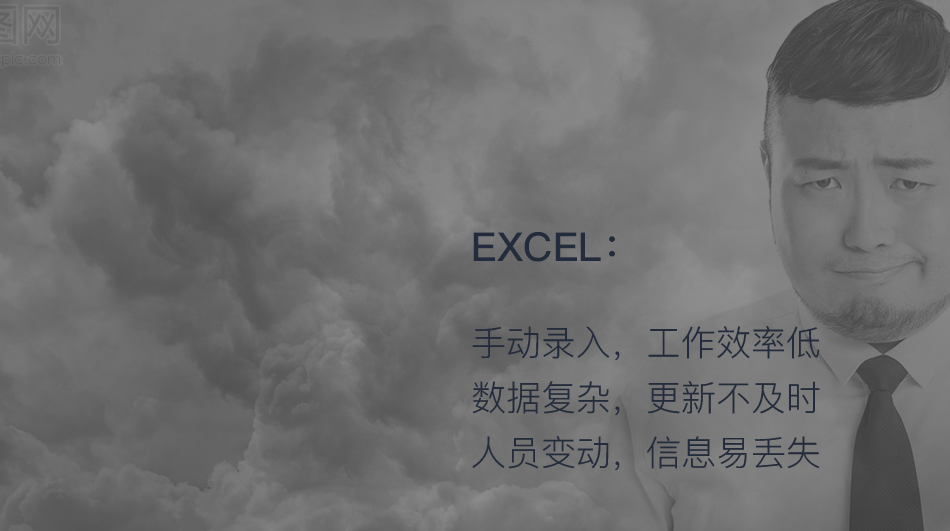 图网
pic.com
EXCEL：
手动录入，工作效率低
数据复杂，更新不及时
人员变动，信息易丢失